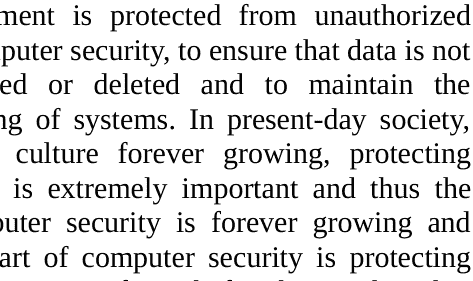 ment is protected from unauthorized
puter security, to ensure that data is not
ed or deleted and to maintain the
ng of systems. In present-day society,
culture forever growing, protecting
is extremely important and thus the
puter security is forever growing and
art of computer security is protecting